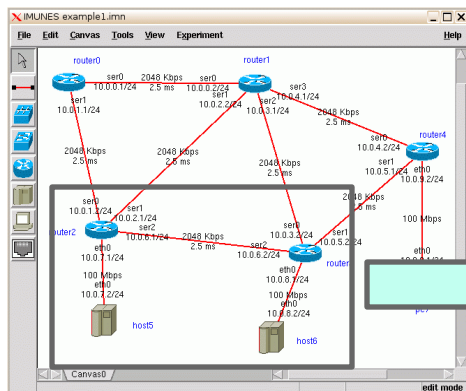 IMUNES example1.imn
File Edit Canvas Tools View Experiment Help
router0
router1
ser0
10.0.0.1/24
2048 Kbps
2.5 ms
ser0
10.0.0.2/24
ser1
10.0.1.1/24
ser1
10.0.2.2/24
ser2
10.0.3.1/24
ser3
10.0.4.1/24
2048 Kbps
2.5 ms
router4
ser0
10.0.4.2/24
ser1
10.0.5.1/24
eth0
10.0.9.2/24
2048 Kbps
2.5 ms
2048 Kbps
2.5 ms
2048 Kbps
2.5 ms
2048 Kbps
100 Mbps
ser0
10.0.1.2/24
ser1
10.0.2.1/24
router2
ser2
10.0.6.1/24
2048 Kbps
2.5 ms
ser2
10.0.6.2/24
ser0
10.0.3.2/24
ser1
10.0.5.2/24
eth0
10.0.7.1/24
100 Mbps
eth0
10.0.7.2/24
host5
eth0
10.0.8.1/24
100 Mbps
eth0
10.0.8.2/24
host6
Canvas0
edit mode